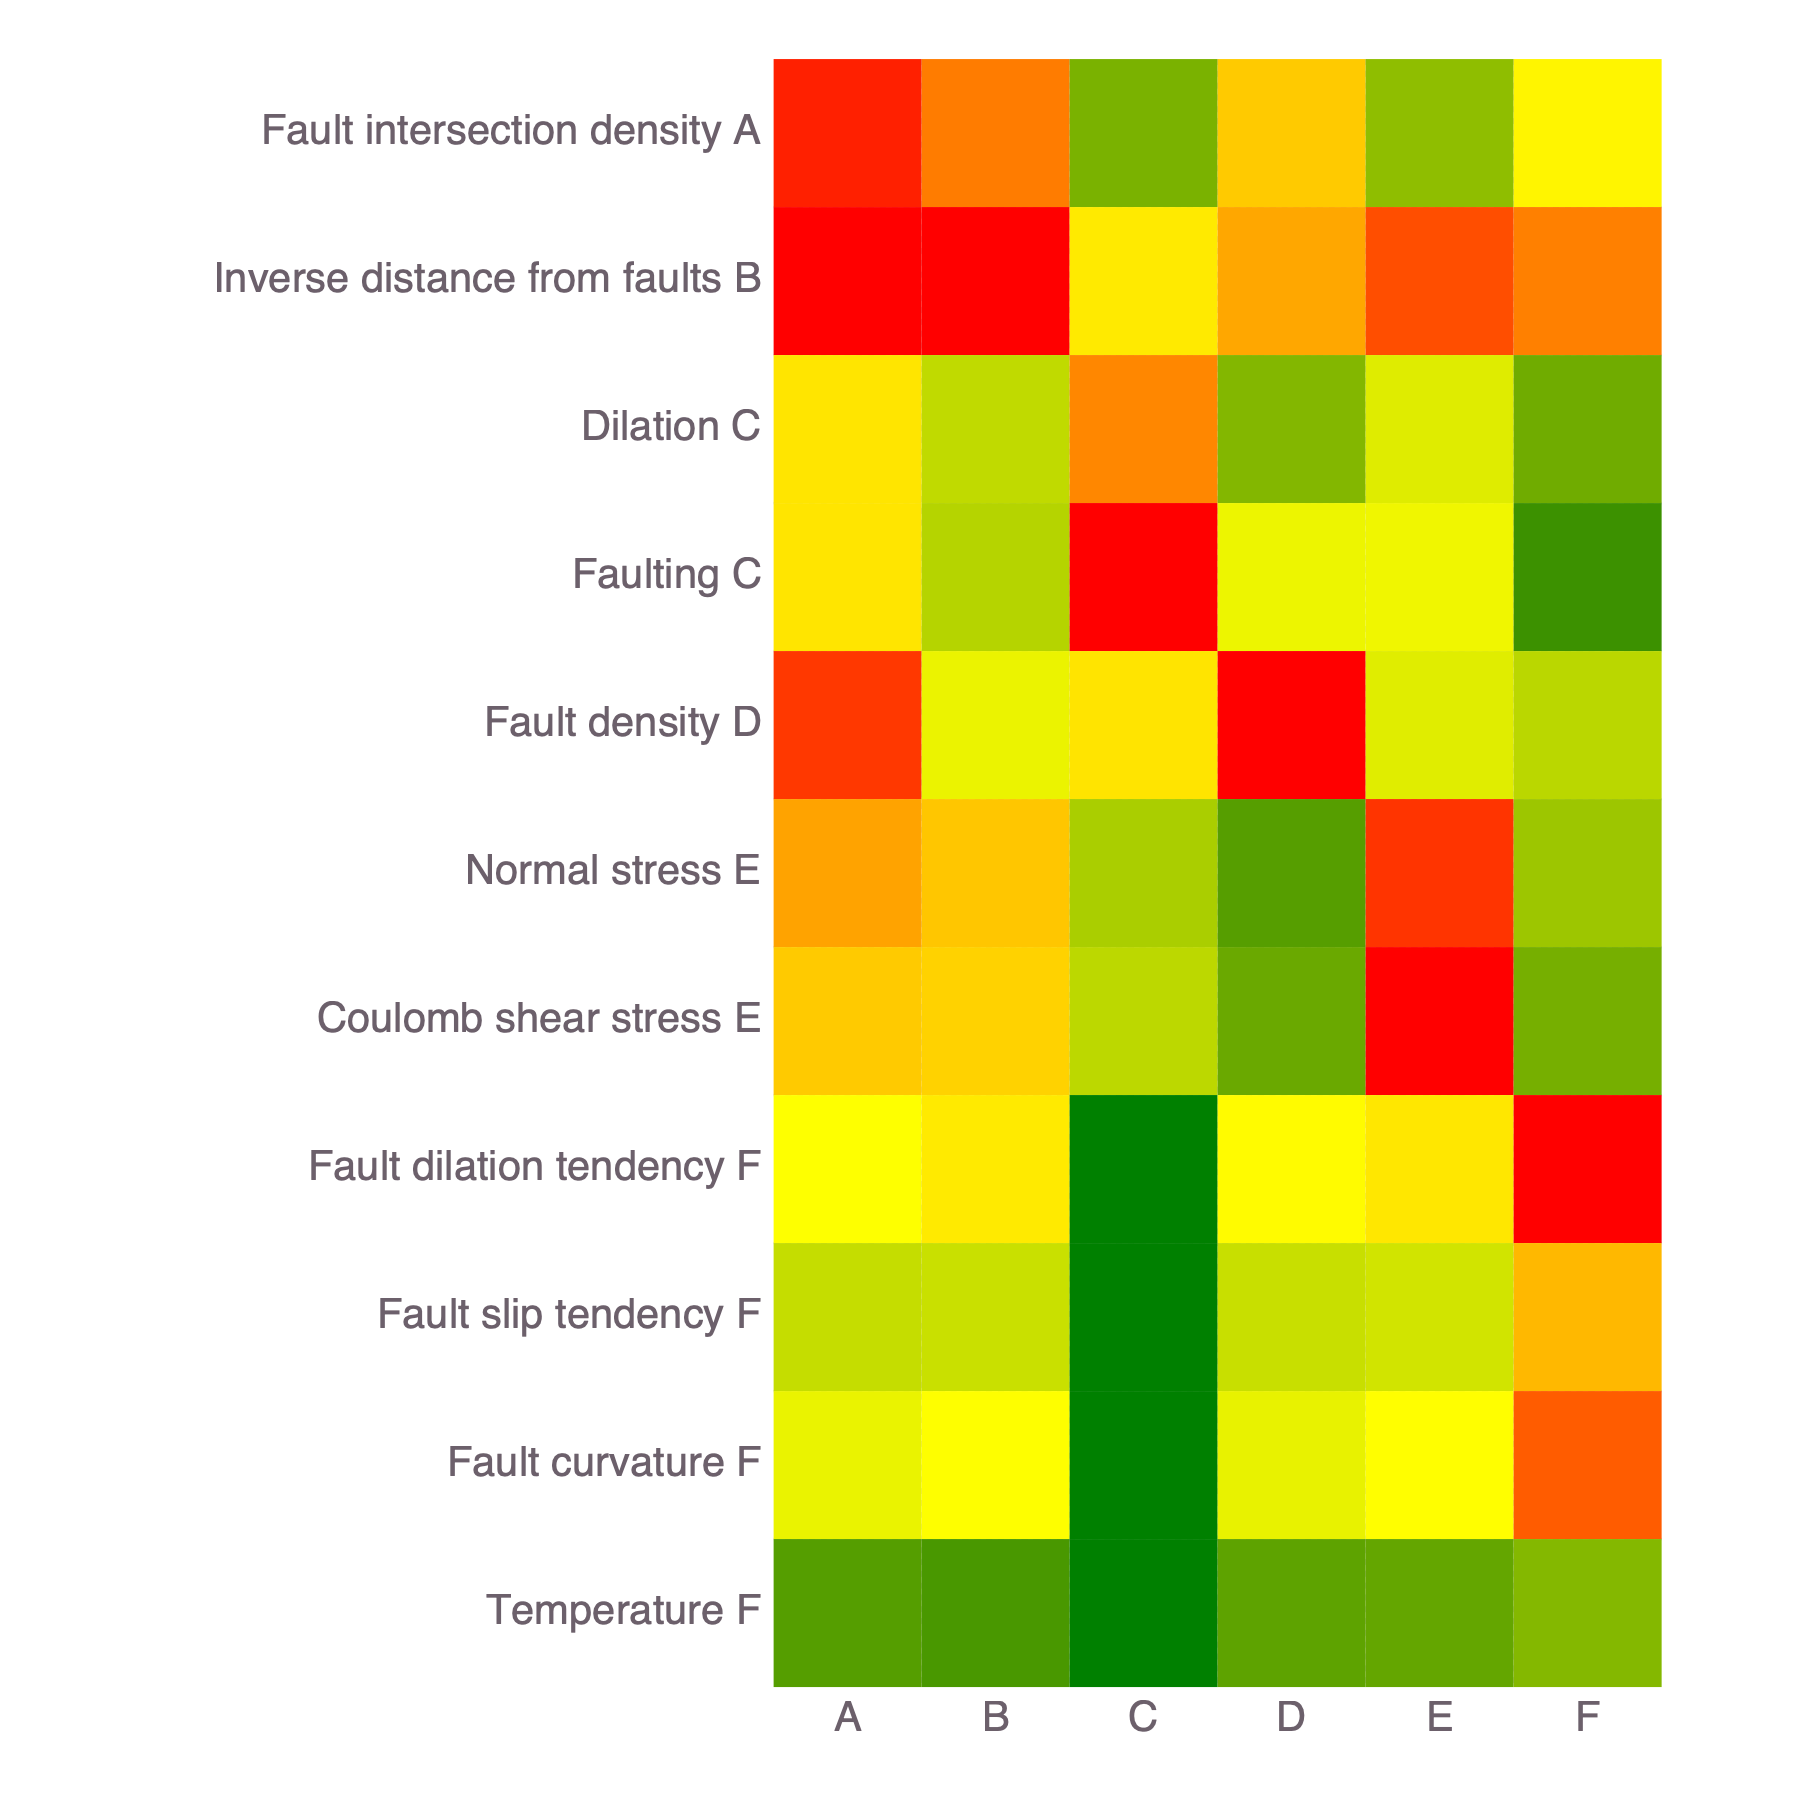 Fault intersection density A
Inverse distance from faults B
Dilation C
Faulting C
Fault density D
Normal stress E
Coulomb shear stress E
Fault dilation tendency F
Fault slip tendency F
Fault curvature F
Temperature F
A B C D E F